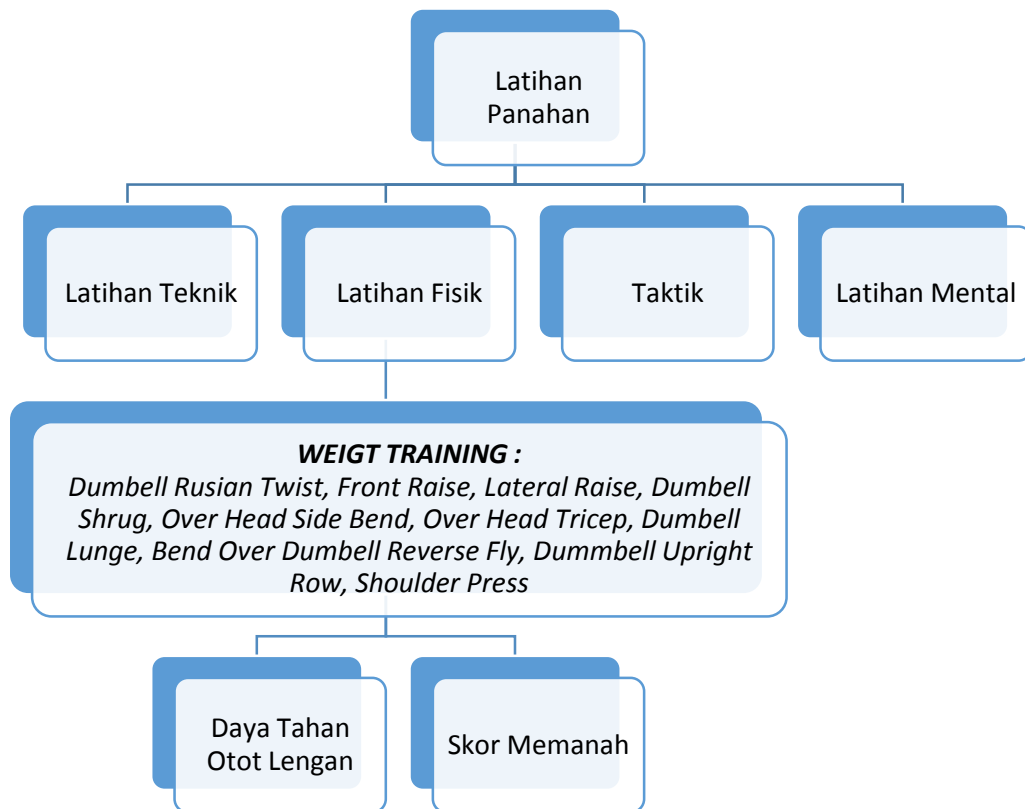 Latihan
Panahan
Latihan Teknik
Latihan Fisik
Taktik
Latihan Mental
WEIGT TRAINING :
Dumbell Rusian Twist, Front Raise, Lateral Raise, Dumbell
Shrug, Over Head Side Bend, Over Head Tricep, Dumbell
Lunge, Bend Over Dumbell Reverse Fly, Dummbell Upright
Row, Shoulder Press
Daya Tahan
Otot Lengan
Skor Memanah